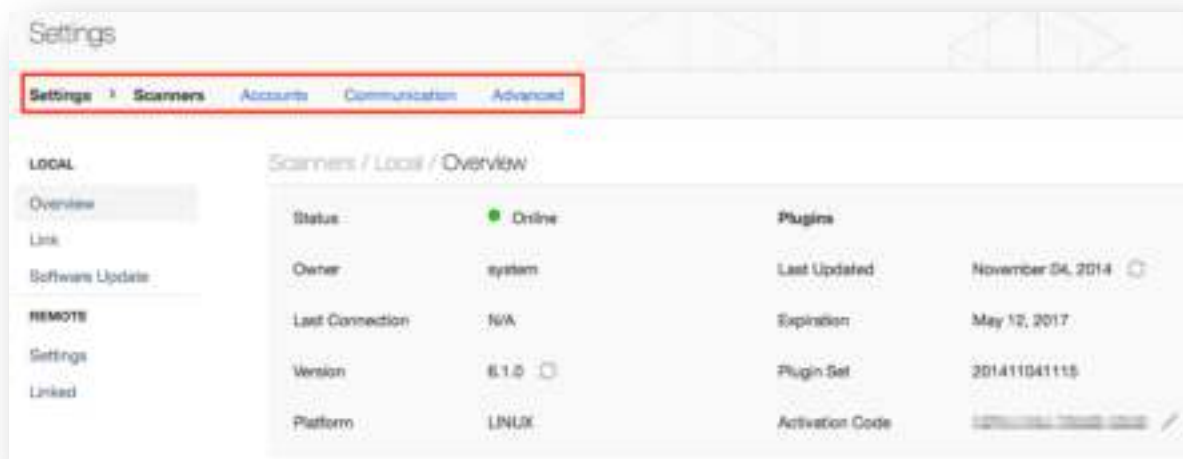 Settings
Settings > Scanners Accounts Communication Advanced
LOCAL
Overview
Link
Software Update
REMOTE
Settings
Linked
Scanners / Local / Overview
Status Online Plugins
Owner system Last Updated November 04, 2014
Last Connection N/A Expiration May 12, 2017
Version 6.1.0 Plugin Set 201411041115
Platform LINUX Activation Code